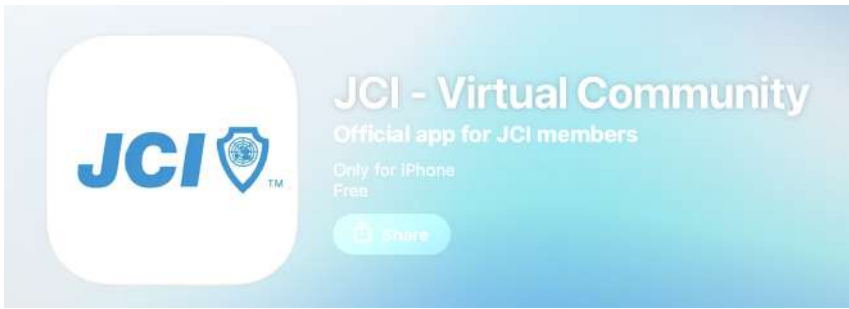 JCI
TM
JCI - Virtual Community
Official app for JCI members
Only for iPhone
Free
Share